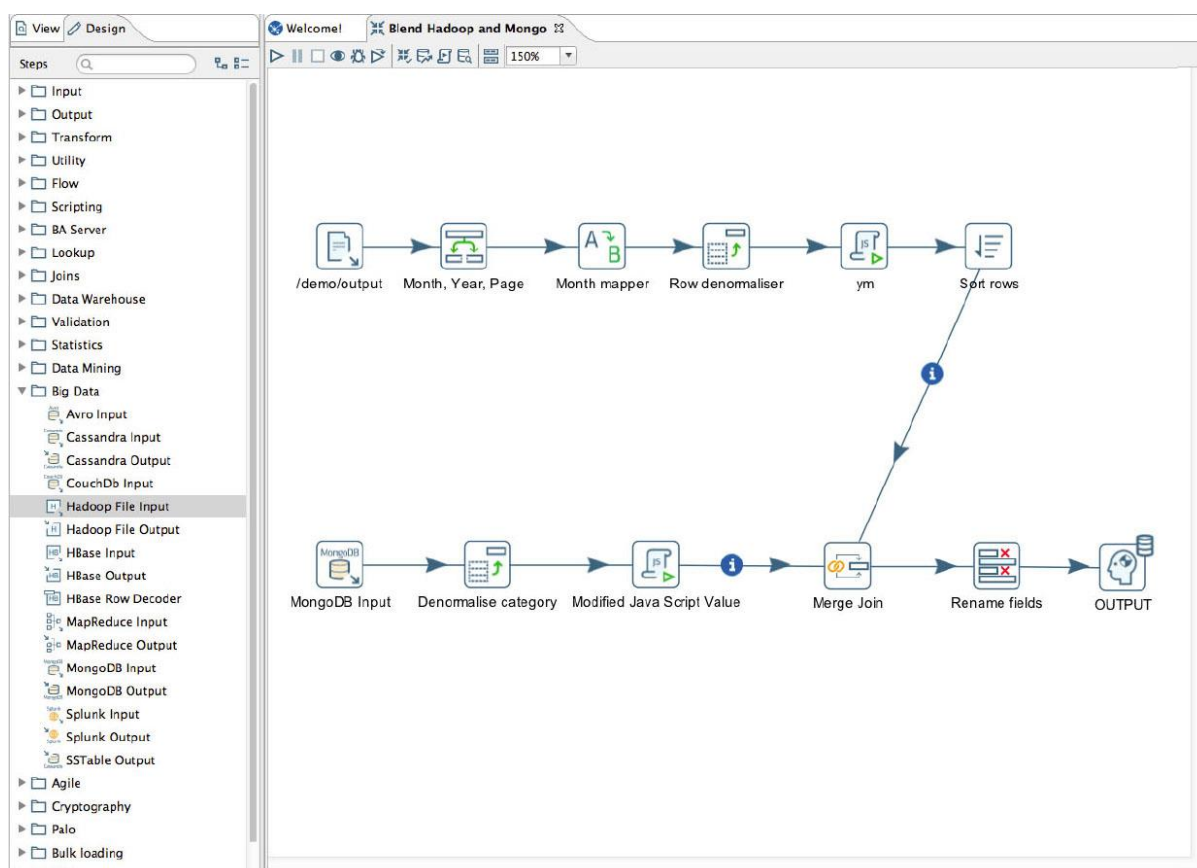 View
Design
Welcome!
Blend Hadoop and Mongo
Steps
150%
Input
Output
Transform
Utility
Flow
Scripting
BA Server
Lookup
Joins
Data Warehouse
Validation
Statistics
Data Mining
Big Data
Avro Input
Cassandra Input
Cassandra Output
CouchDb Input
Hadoop File Input
Hadoop File Output
HBase Input
HBase Output
HBase Row Decoder
MapReduce Input
MapReduce Output
MongoDB Input
MongoDB Output
Splunk Input
Splunk Output
SSTable Output
Agile
Cryptography
Palo
Bulk loading
A
B
JS
/demo/output
Month, Year, Page
Month mapper
Row denormaliser
ym
Sort rows
i
MongoDB
JS
i
MongoDB Input
Denormalise category
Modified Java Script Value
Merge Join
Rename fields
OUTPUT